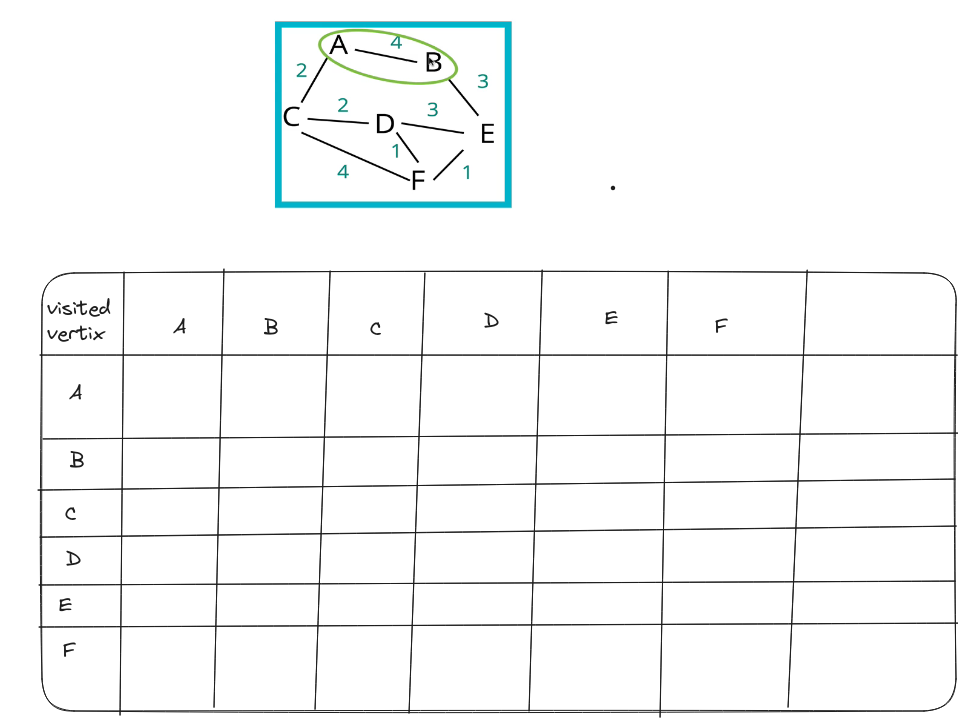 A 4 B
2 3
C 2 D 3 E
1
4 F 1
visited
vertix A B C D E F
A
B
C
D
E
F